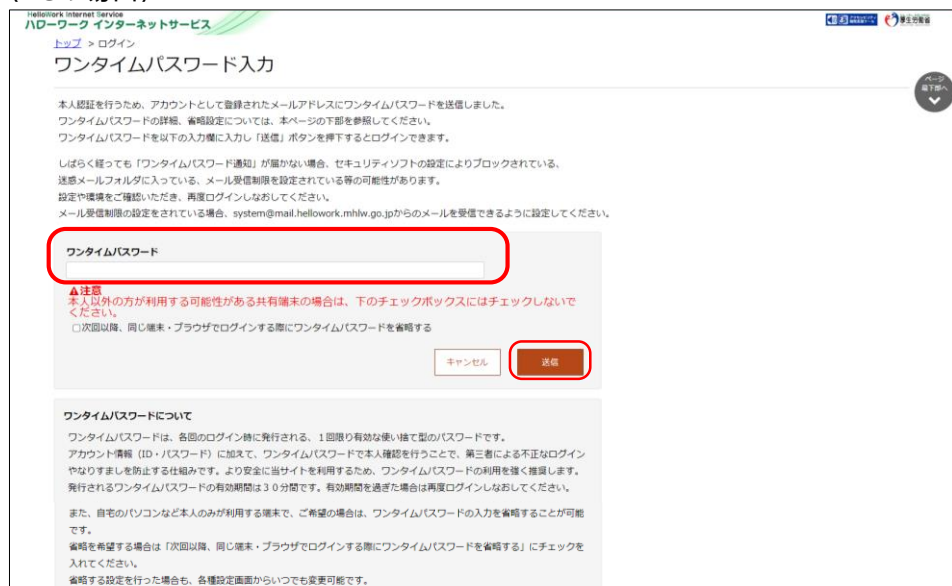 HelloWork Internet Service
ハローワーク インターネットサービス
厚生労働省
トップ > ログイン
ワンタイムパスワード入力
ページ
最下部へ
本人認証を行うため、アカウントとして登録されたメールアドレスにワンタイムパスワードを送信しました。
ワンタイムパスワードの詳細、省略設定については、本ページの下部を参照してください。
ワンタイムパスワードを以下の入力欄に入力し「送信」ボタンを押下するとログインできます。
しばらく経っても「ワンタイムパスワード通知」が届かない場合、セキュリティソフトの設定によりブロックされている、
迷惑メールフォルダに入っている、メール受信制限を設定されている等の可能性があります。
設定や環境をご確認いただき、再度ログインしなおしてください。
メール受信制限の設定をされている場合、system@mail.hellowork.mhlw.go.jpからのメールを受信できるように設定してください。
ワンタイムパスワード
注意
本人以外の方が利用する可能性がある共有端末の場合は、下のチェックボックスにはチェックしないで
ください。
次回以降、同じ端末・ブラウザでログインする際にワンタイムパスワードを省略する
キャンセル 送信
ワンタイムパスワードについて
ワンタイムパスワードは、各回のログイン時に発行される、1回限り有効な使い捨て型のパスワードです。
アカウント情報（ID・パスワード）に加えて、ワンタイムパスワードで本人確認を行うことで、第三者による不正なログイン
やなりすましを防止する仕組みです。より安全に当サイトを利用するため、ワンタイムパスワードの利用を強く推奨します。
発行されるワンタイムパスワードの有効期間は３０分間です。有効期間を過ぎた場合は再度ログインしなおしてください。
また、自宅のパソコンなど本人のみが利用する端末で、ご希望の場合は、ワンタイムパスワードの入力を省略することが可能
です。
省略を希望する場合は「次回以降、同じ端末・ブラウザでログインする際にワンタイムパスワードを省略する」にチェックを
入れてください。
省略する設定を行った場合も、各種設定画面からいつでも変更可能です。